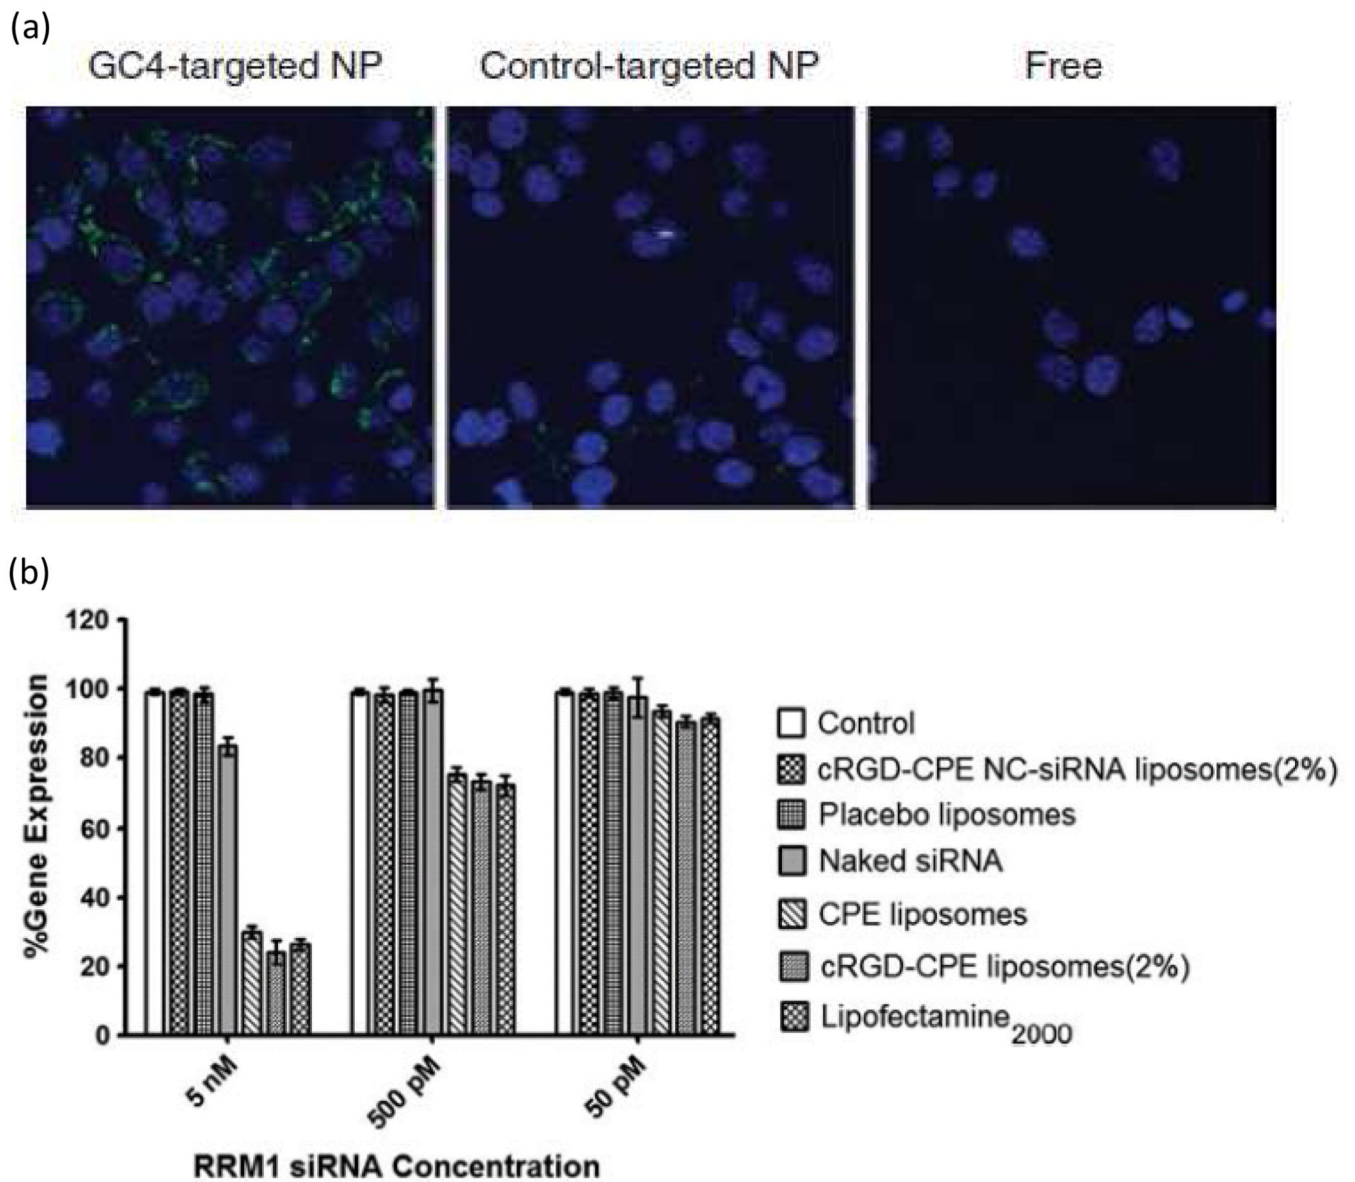 (a)
GC4-targeted NP Control-targeted NP Free
(b)
120
100
80
60
40
20
0
%Gene Expression
5 nM 500 pM 50 pM
RRM1 siRNA Concentration
Control
cRGD-CPE NC-siRNA liposomes(2%)
Placebo liposomes
Naked siRNA
CPE liposomes
cRGD-CPE liposomes(2%)
Lipofectamine2000